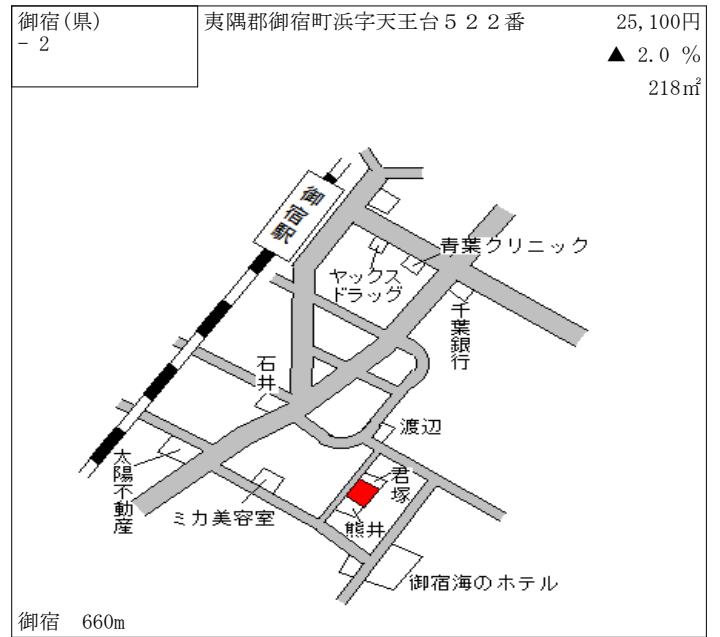 御宿(県)
- 2
夷隅郡御宿町浜字天王台５２２番
25,100円
▲ 2.0 %
218㎡
御宿駅
青葉クリニック
ヤックス
ドラッグ
千葉銀行
石井
渡辺
太陽不動産
君塚
ミカ美容室
熊井
御宿海のホテル
御宿 660m